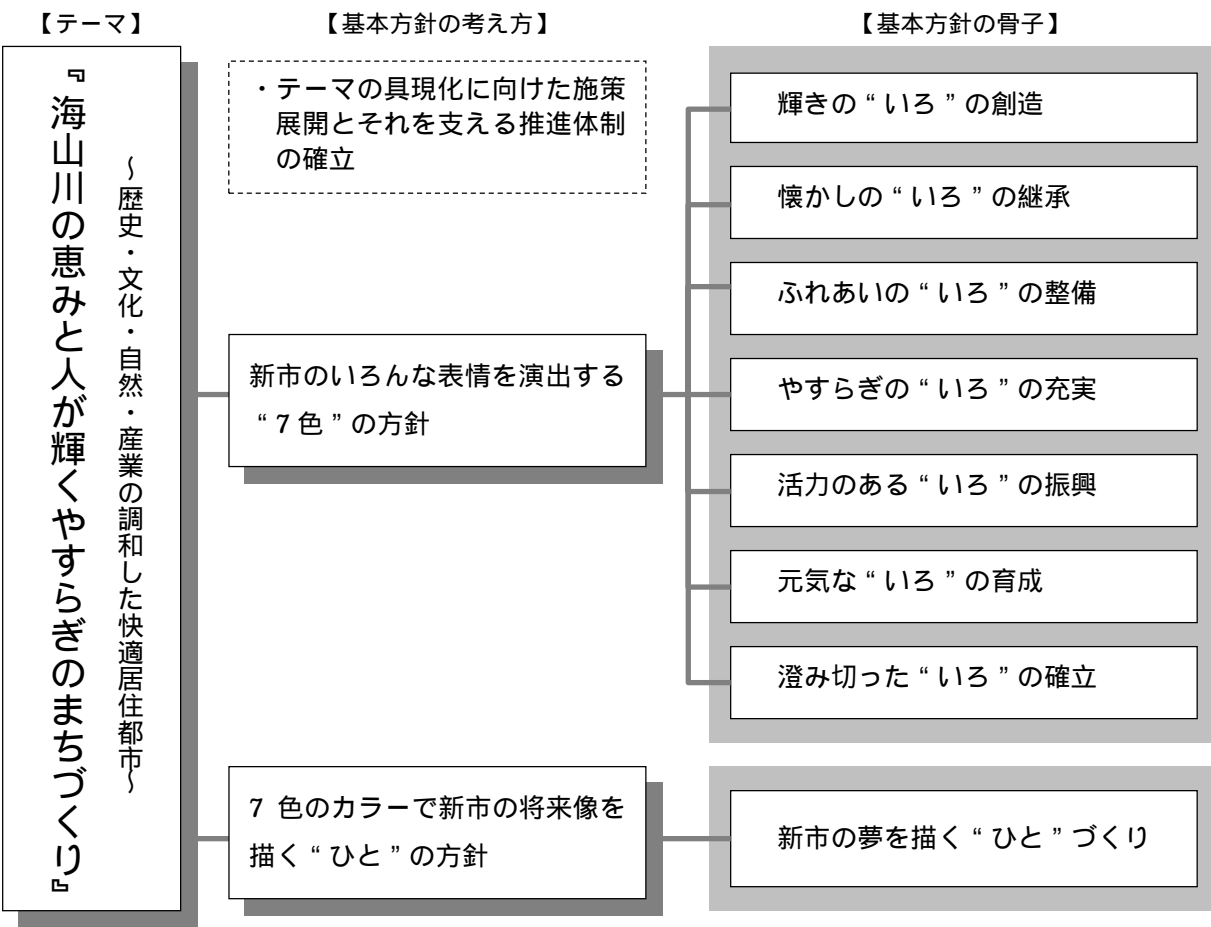 【テーマ】
【基本方針の考え方】
【基本方針の骨子】
『海山川の恵みと人が輝くやすらぎのまちづくり』
～歴史・文化・自然・産業の調和した快適居住都市～
・テーマの具現化に向けた施策
展開とそれを支える推進体制
の確立
新市のいろんな表情を演出する
“7色”の方針
輝きの“いろ”の創造
懐かしの“いろ”の継承
ふれあいの“いろ”の整備
やすらぎの“いろ”の充実
活力のある“いろ”の振興
元気な“いろ”の育成
澄み切った“いろ”の確立
7 色のカラーで新市の将来像を
描く“ひと”の方針
新市の夢を描く“ひと”づくり